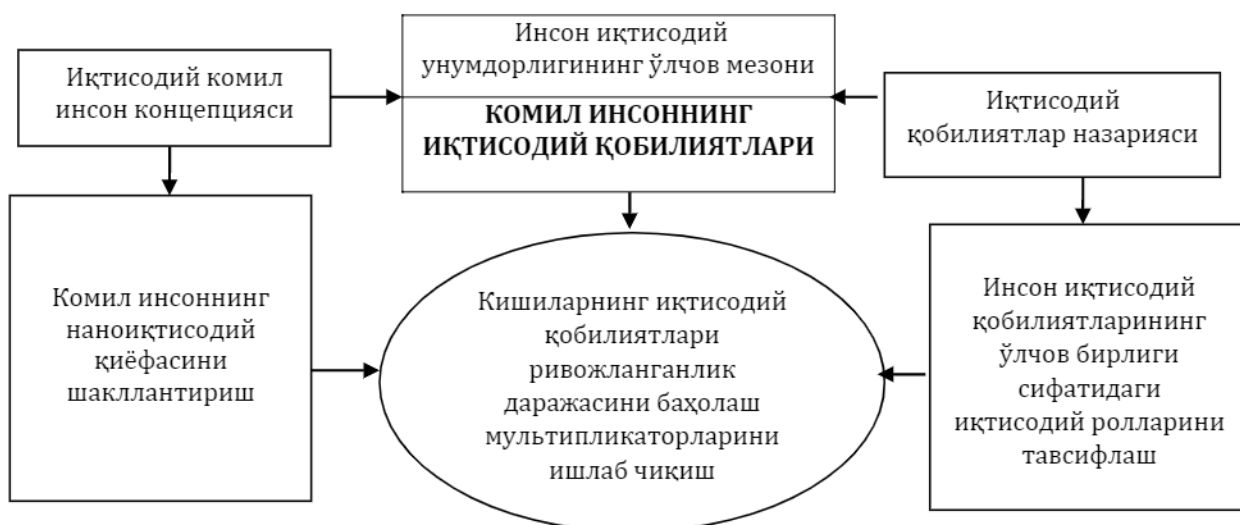 Иқтисодий комил
инсон концепцияси
Инсон иқтисодий
унумдорлигининг ўлчов мезони
КОМИЛ ИНСОННИНГ
ИҚТИСОДИЙ ҚОБИЛИЯТЛАРИ
Иқтисодий
қобилиятлар назарияси
Комил инсоннинг
наноиқтисодий
қиёфасини
шакллантириш
Кишиларнинг иқтисодий
қобилиятлари
ривожланганлик
даражасини баҳолаш
мультипликаторларини
ишлаб чиқиш
Инсон иқтисодий
қобилиятларининг
ўлчов бирлиги
сифатидаги
иқтисодий ролларини
тавсифлаш